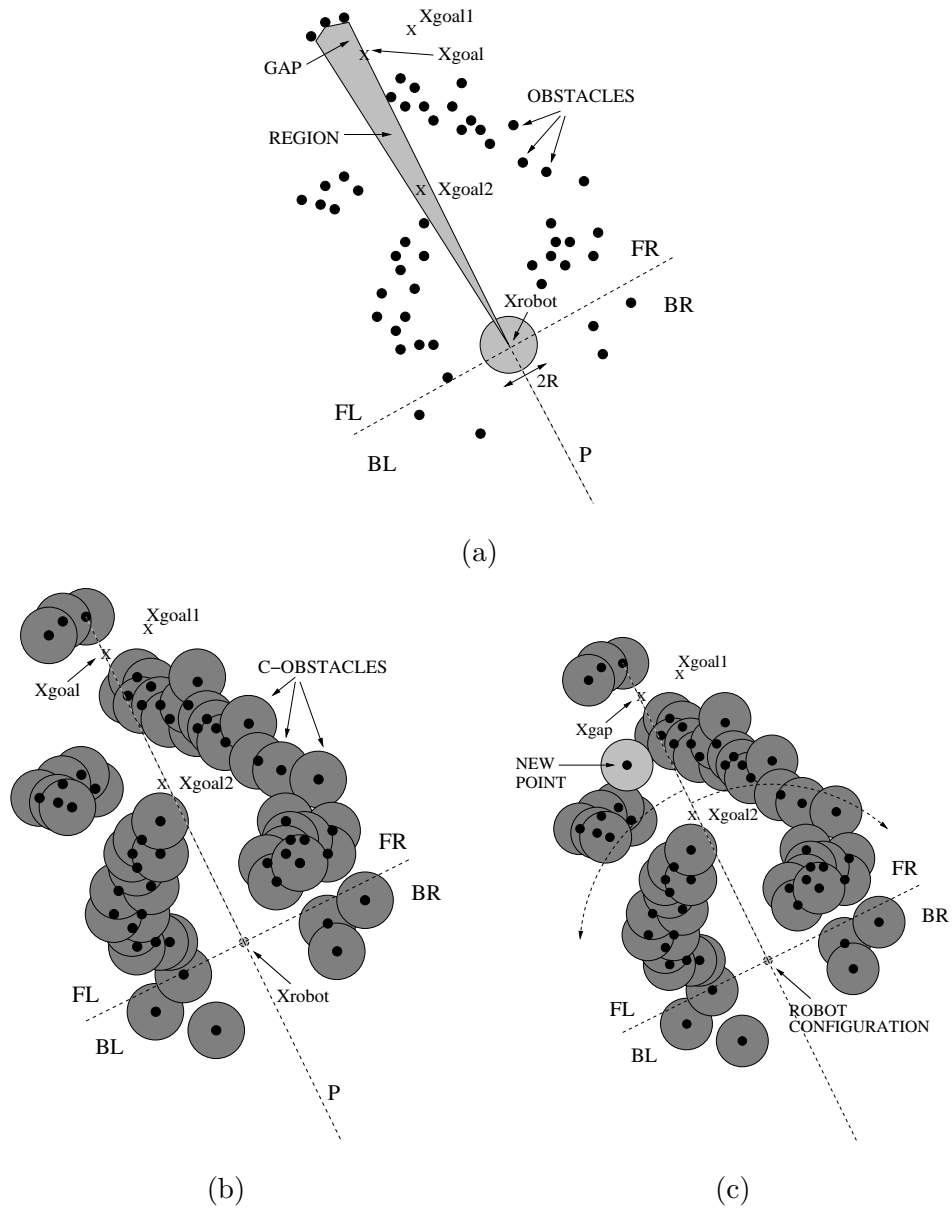 Xgoal1
X
Xgoal
X
GAP
OBSTACLES
REGION
X
Xgoal2
FR
Xrobot
BR
2R
FL
BL
P
(a)
Xgoal1
X
X
Xgoal
C-OBSTACLES
X
Xgoal2
FR
BR
Xrobot
FL
BL
P
(b)
Xgoal1
X
X
Xgap
NEW
POINT
X
Xgoal2
FR
BR
FL
ROBOT
CONFIGURATION
BL
(c)